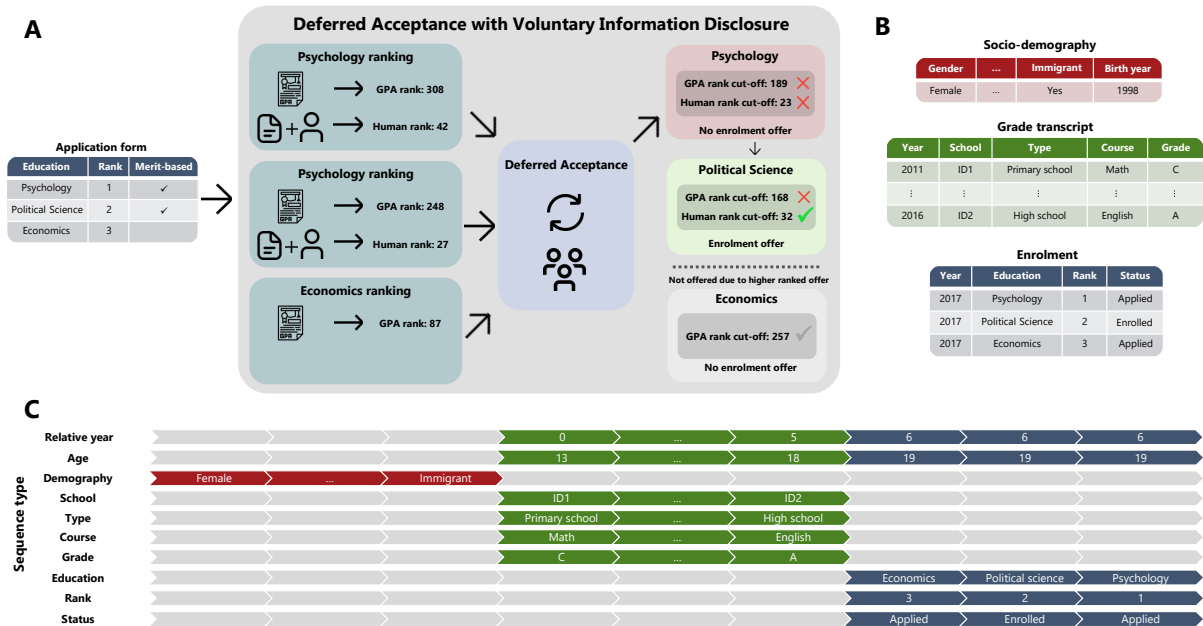 A
Deferred Acceptance with Voluntary Information Disclosure
Application form
Education Rank Merit-based
Psychology 1 ✓
Political Science 2 ✓
Economics 3
Psychology ranking
GPA
GPA rank: 308
Human rank: 42
Psychology ranking
GPA
GPA rank: 248
Human rank: 27
Economics ranking
GPA
GPA rank: 87
Deferred Acceptance
Psychology
GPA rank cut-off: 189
Human rank cut-off: 23
No enrolment offer
Political Science
GPA rank cut-off: 168
Human rank cut-off: 32
Enrolment offer
Not offered due to higher ranked offer
Economics
GPA rank cut-off: 257
No enrolment offer
B
Socio-demography
Gender ... Immigrant Birth year
Female ... Yes 1998
Grade transcript
Year School Type Course Grade
2011 ID1 Primary school Math C
⋮ ⋮ ⋮ ⋮ ⋮
2016 ID2 High school English A
Enrolment
Year Education Rank Status
2017 Psychology 1 Applied
2017 Political Science 2 Enrolled
2017 Economics 3 Applied
C
Sequence type
Relative year 0 ... 5 6 6 6
Age 13 ... 18 19 19 19
Demography Female ... Immigrant
School ID1 ... ID2
Type Primary school ... High school
Course Math ... English
Grade C ... A
Education Economics Political science Psychology
Rank 3 2 1
Status Applied Enrolled Applied